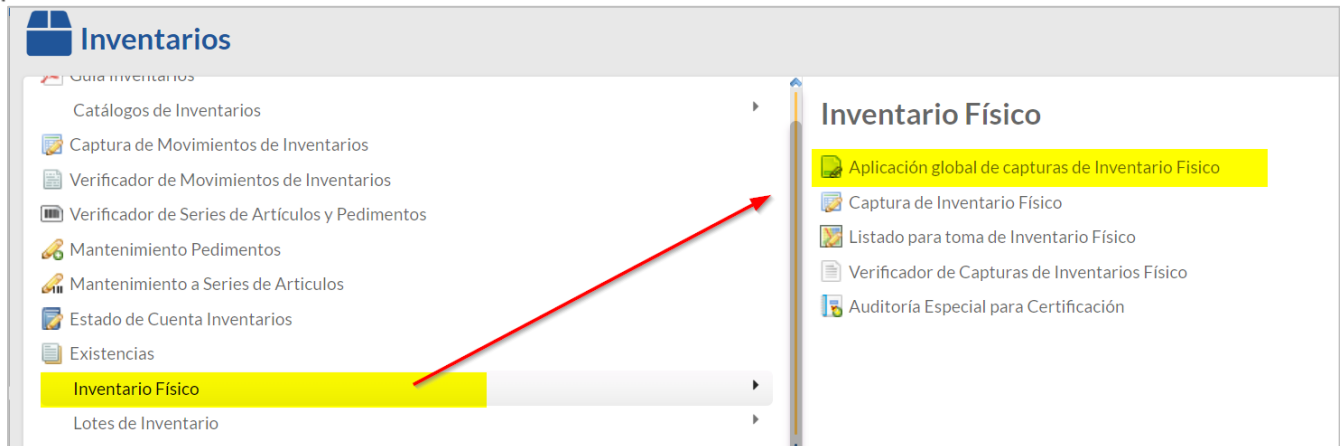 Inventarios
Guía Inventarios
Catálogos de Inventarios
Captura de Movimientos de Inventarios
Verificador de Movimientos de Inventarios
Verificador de Series de Artículos y Pedimentos
Mantenimiento Pedimentos
Mantenimiento a Series de Articulos
Estado de Cuenta Inventarios
Existencias
Inventario Físico
Lotes de Inventario
Inventario Físico
Aplicación global de capturas de Inventario Fisico
Captura de Inventario Físico
Listado para toma de Inventario Físico
Verificador de Capturas de Inventarios Físico
Auditoría Especial para Certificación